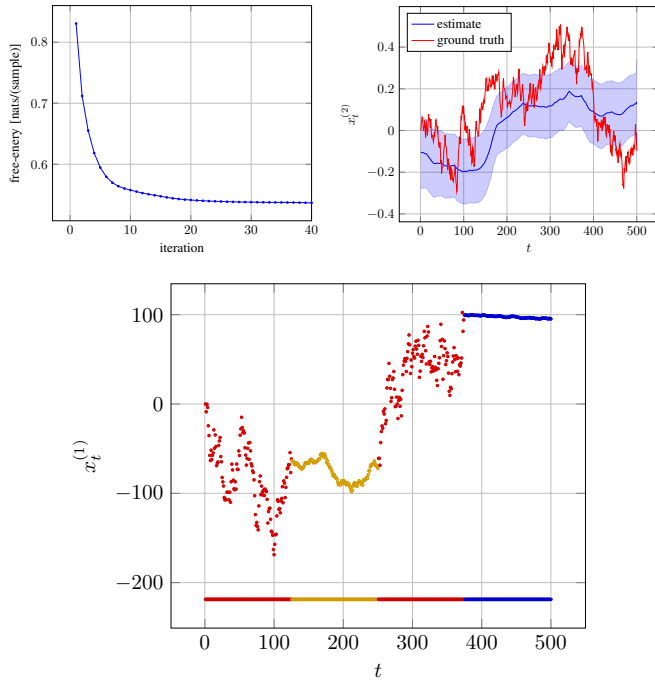 0.8
0.7
0.6
free-enery [nats/(sample)]
0 10 20 30 40
iteration
estimate
ground truth
0.4
0.2
0
−0.2
−0.4
x_t^(2)
0 100 200 300 400 500
t
100
0
−100
−200
x_t^(1)
0 100 200 300 400 500
t